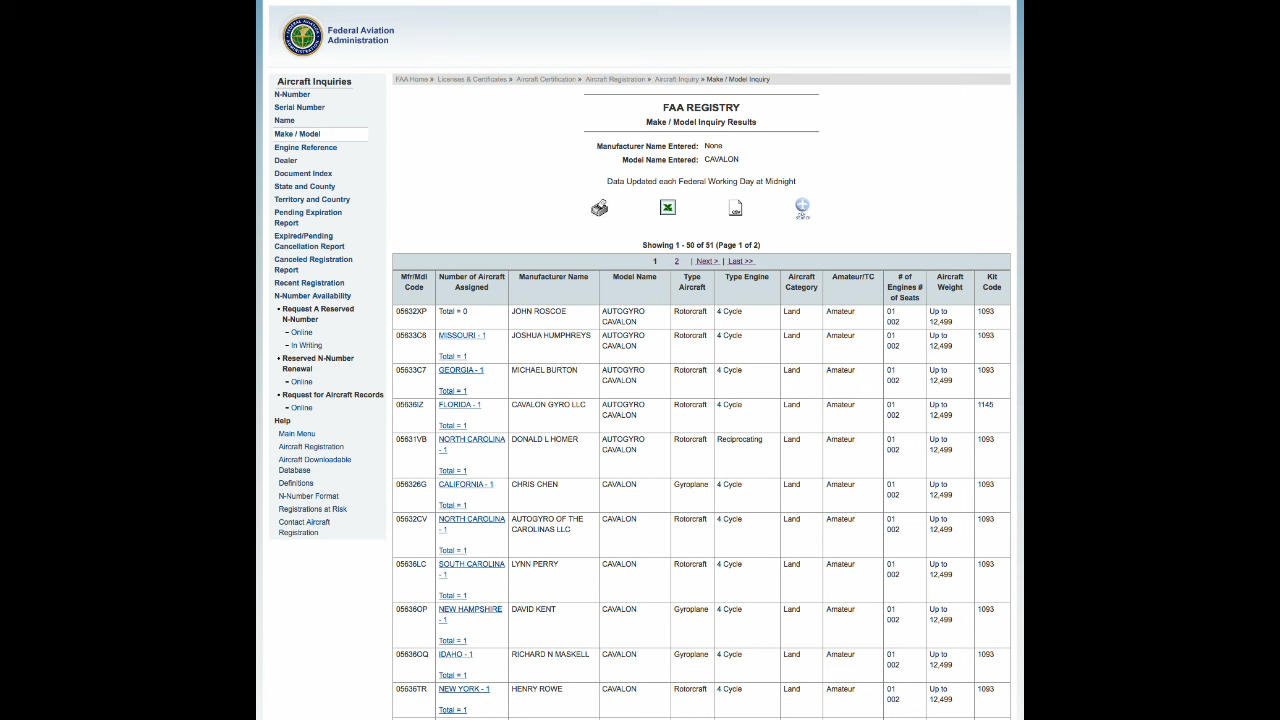 Federal Aviation
Administration
Aircraft Inquiries
N-Number
Serial Number
Name
Make / Model
Engine Reference
Dealer
Document Index
State and County
Territory and Country
Pending Expiration
Report
Expired/Pending
Cancellation Report
Canceled Registration
Report
Recent Registration
N-Number Availability
• Request A Reserved
N-Number
– Online
– In Writing
• Reserved N-Number
Renewal
– Online
• Request for Aircraft Records
– Online
Help
Main Menu
Aircraft Registration
Aircraft Downloadable
Database
Definitions
N-Number Format
Registrations at Risk
Contact Aircraft
Registration
FAA Home » Licenses & Certificates » Aircraft Certification » Aircraft Registration » Aircraft Inquiry » Make / Model Inquiry
FAA REGISTRY
Make / Model Inquiry Results
Manufacturer Name Entered: None
Model Name Entered: CAVALON
Data Updated each Federal Working Day at Midnight
Showing 1 - 50 of 51 (Page 1 of 2)
1 2 | Next > | Last >>
Mfr/Mdl Code Number of Aircraft Assigned Manufacturer Name Model Name Type Aircraft Type Engine Aircraft Category Amateur/TC # of Engines # of Seats Aircraft Weight Kit Code
05632XP Total = 0 JOHN ROSCOE AUTOGYRO CAVALON Rotorcraft 4 Cycle Land Amateur 01 002 Up to 12,499 1093
05633C6 MISSOURI - 1 Total = 1 JOSHUA HUMPHREYS AUTOGYRO CAVALON Rotorcraft 4 Cycle Land Amateur 01 002 Up to 12,499 1093
05633C7 GEORGIA - 1 Total = 1 MICHAEL BURTON AUTOGYRO CAVALON Rotorcraft 4 Cycle Land Amateur 01 002 Up to 12,499 1093
05636IZ FLORIDA - 1 Total = 1 CAVALON GYRO LLC AUTOGYRO CAVALON Rotorcraft 4 Cycle Land Amateur 01 002 Up to 12,499 1145
05631VB NORTH CAROLINA - 1 Total = 1 DONALD L HOMER AUTOGYRO CAVALON Rotorcraft Reciprocating Land Amateur 01 002 Up to 12,499 1093
056326G CALIFORNIA - 1 Total = 1 CHRIS CHEN CAVALON Gyroplane 4 Cycle Land Amateur 01 002 Up to 12,499 1093
05632CV NORTH CAROLINA - 1 Total = 1 AUTOGYRO OF THE CAROLINAS LLC CAVALON Rotorcraft 4 Cycle Land Amateur 01 002 Up to 12,499 1093
05636LC SOUTH CAROLINA - 1 Total = 1 LYNN PERRY CAVALON Rotorcraft 4 Cycle Land Amateur 01 002 Up to 12,499 1093
05636OP NEW HAMPSHIRE - 1 Total = 1 DAVID KENT CAVALON Gyroplane 4 Cycle Land Amateur 01 002 Up to 12,499 1093
05636OQ IDAHO - 1 Total = 1 RICHARD N MASKELL CAVALON Gyroplane 4 Cycle Land Amateur 01 002 Up to 12,499 1093
05636TR NEW YORK - 1 Total = 1 HENRY ROWE CAVALON Rotorcraft 4 Cycle Land Amateur 01 002 Up to 12,499 1093